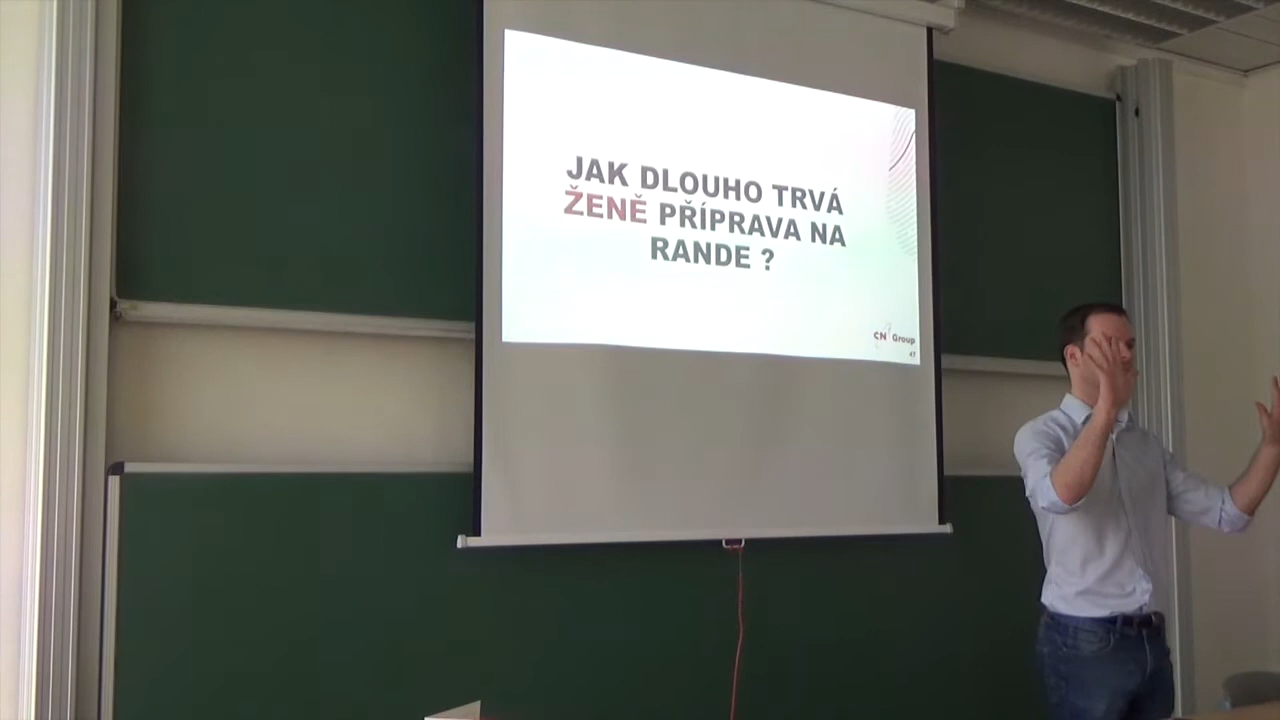 JAK DLOUHO TRVÁ
ŽENĚ PŘÍPRAVA NA
RANDE ?
CN Group
47